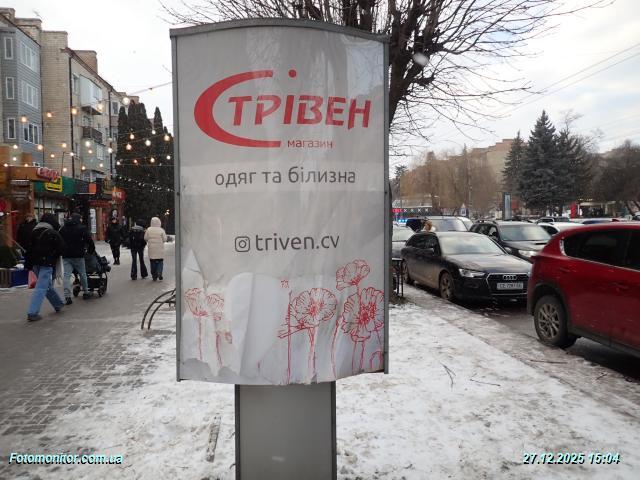 ТРІВЕН
магазин
одяг та білизна
triven.cv
Fotomonitor.com.ua
27.12.2025 15:04